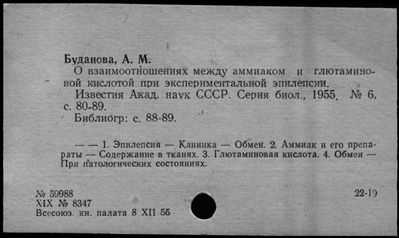 Буданова, А. М.
О взаимоотношениях между аммиаком и глютамино-
вой кислотой при экспериментальной эпилепсии.
Известия Акад. наук СССР. Серия биол., 1955, № 6,
с. 80-89.
Библиогр: с. 88-89.
— — 1. Эпилепсия — Клиника — Обмен. 2. Аммиак и его препа-
раты — Содержание в тканях. 3. Глютаминовая кислота. 4. Обмен —
При патологических состояниях.
№ 59988
22-19
XIX № 8347
Всесоюз. кн. палата 8 XII 55